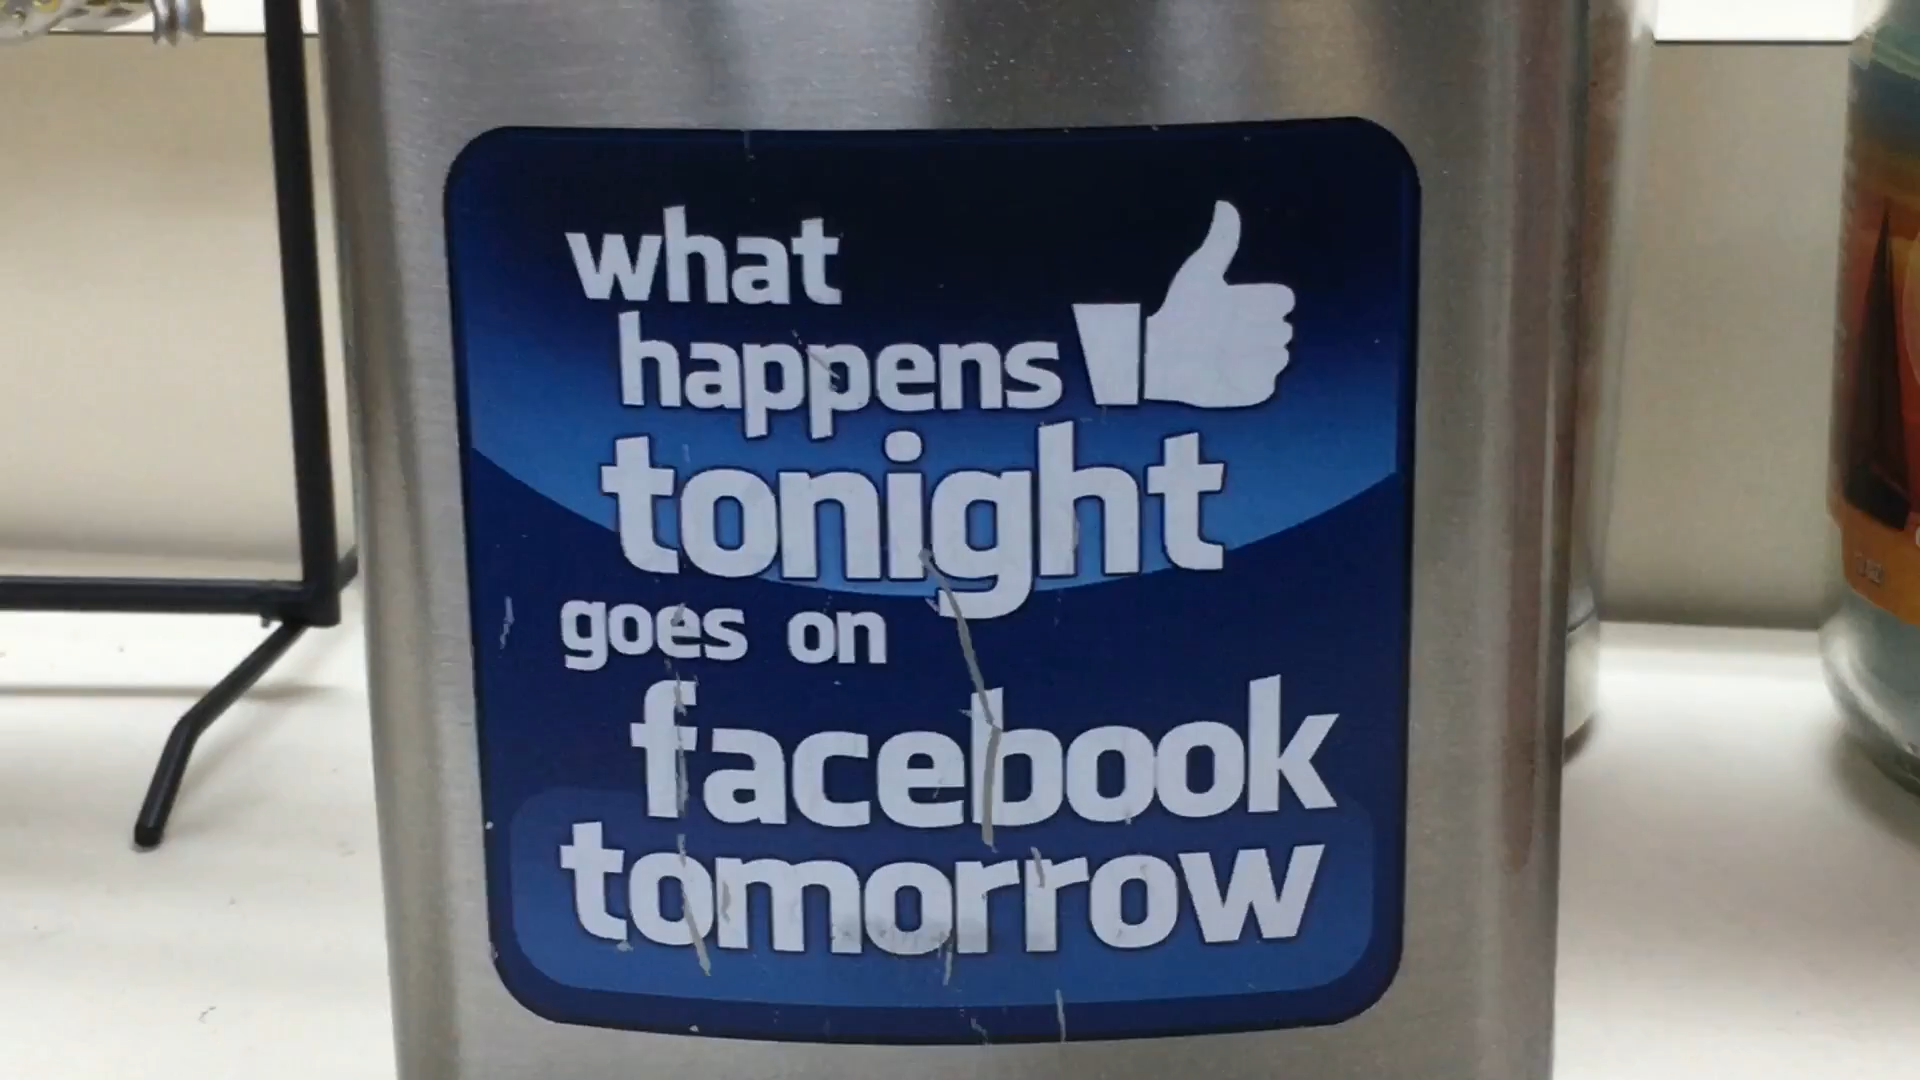 what
happens
tonight
goes on
facebook
tomorrow